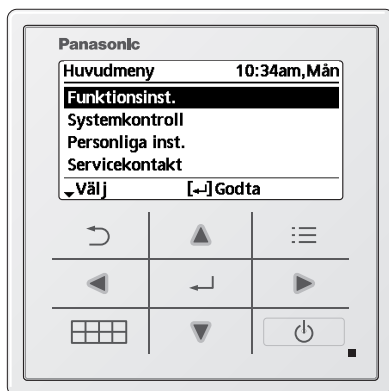 Panasonic
Huvudmeny 10:34am,Mån
Funktionsinst.
Systemkontroll
Personliga inst.
Servicekontakt
Välj [↵]Godta